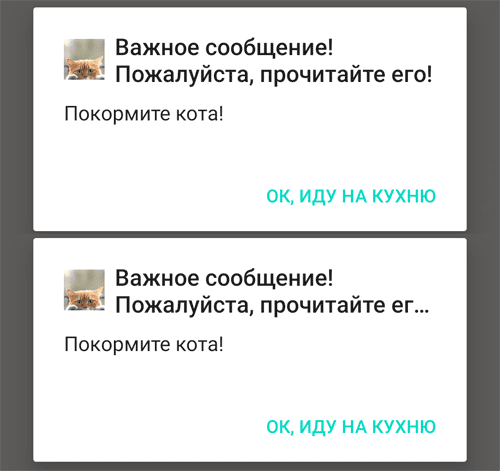 Важное сообщение!
Пожалуйста, прочитайте его!
Покормите кота!
ОК, ИДУ НА КУХНЮ
Важное сообщение!
Пожалуйста, прочитайте ег...
Покормите кота!
ОК, ИДУ НА КУХНЮ